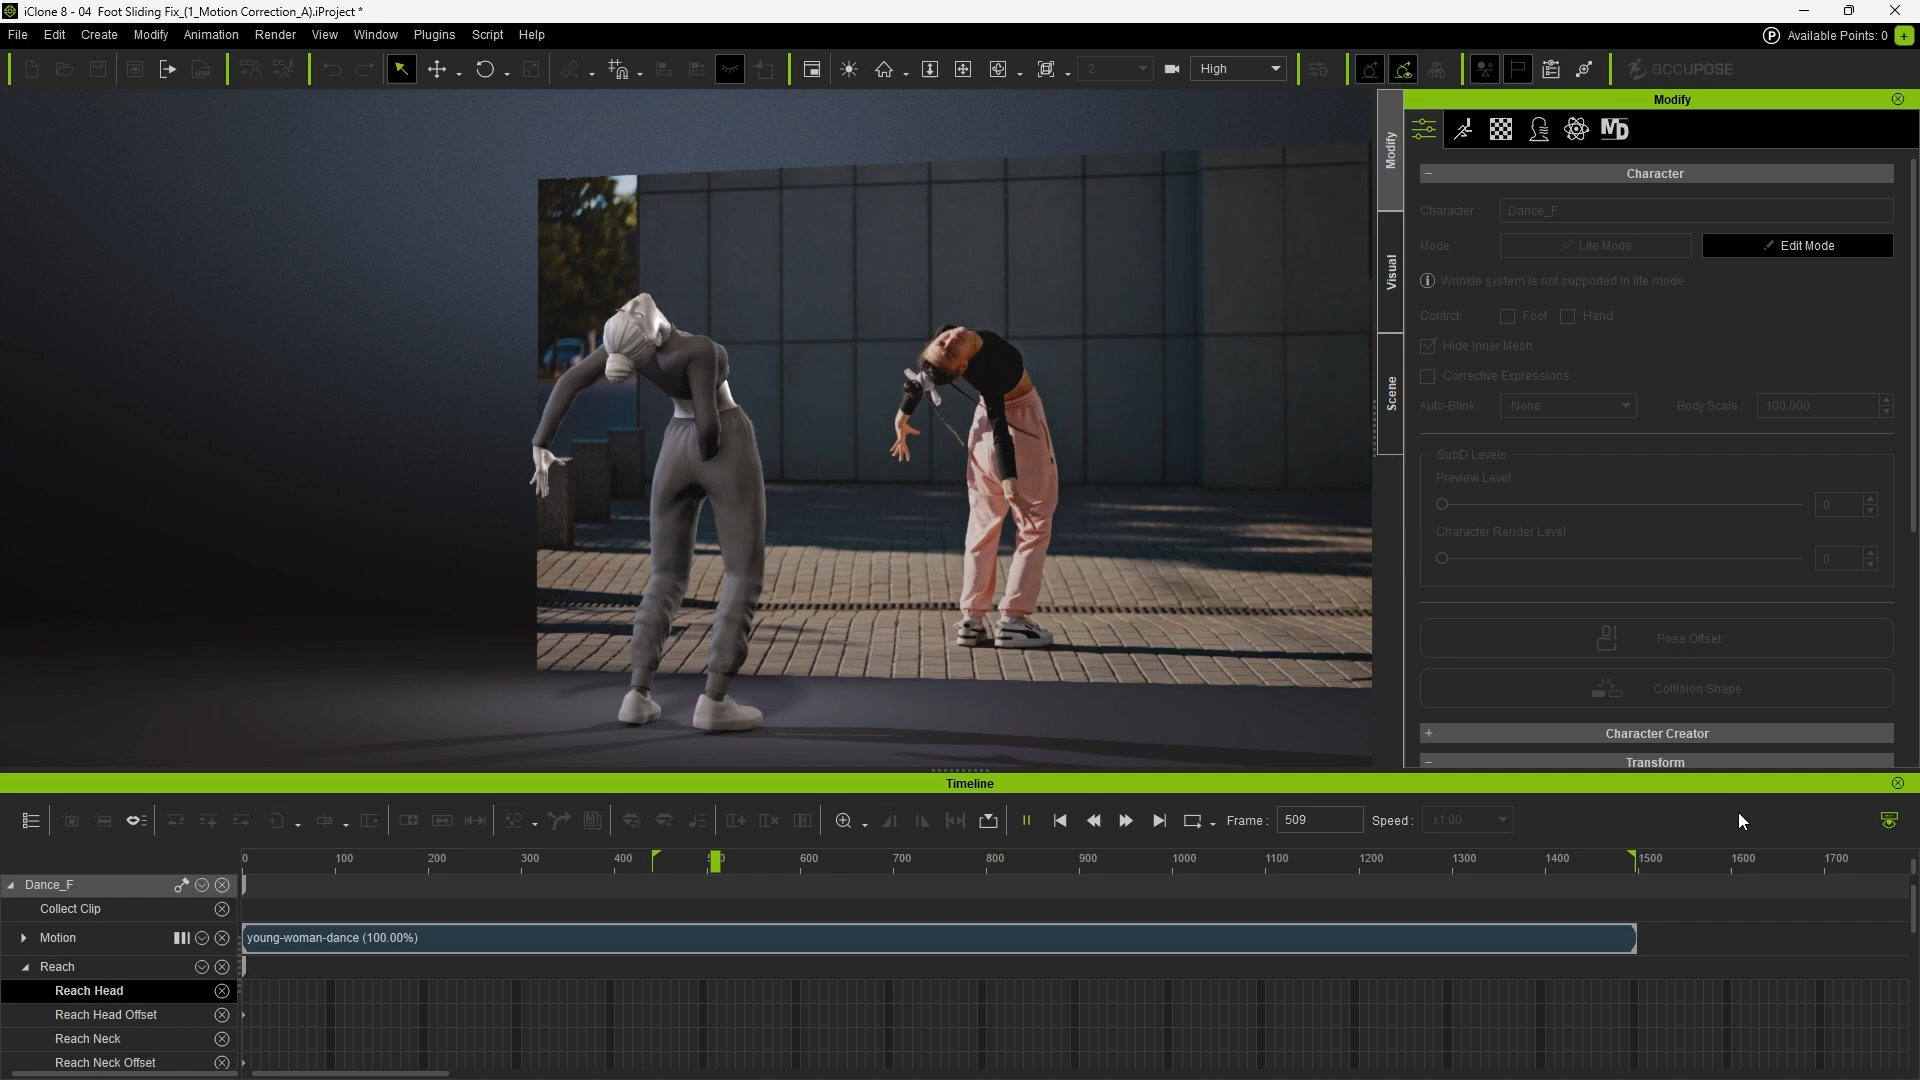 iClone 8 - 04 Foot Sliding Fix_(1_Motion Correction_A).iProject *
File Edit Create Modify Animation Render View Window Plugins Script Help
P Available Points: 0 +
2 High ACCUPOSE
Modify
Modify
Visual
Scene
MD
Character
Character : Dance_F
Mode : Lite Mode Edit Mode
Wrinkle system is not supported in lite mode.
Contrct: Foot Hand
Hide Inner Mesh
Corrective Expressions
Auto-Blink : None Body Scale : 100.000
SubD Levels
Preview Level
0
Character Render Level
0
Pose Offset
Collision Shape
Character Creator
Transform
Timeline
Frame : 509 Speed : x1.00
0 100 200 300 400 600 700 800 900 1000 1100 1200 1300 1400 1500 1600 1700
Dance_F
Collect Clip
Motion young-woman-dance (100.00%)
Reach
Reach Head
Reach Head Offset
Reach Neck
Reach Neck Offset